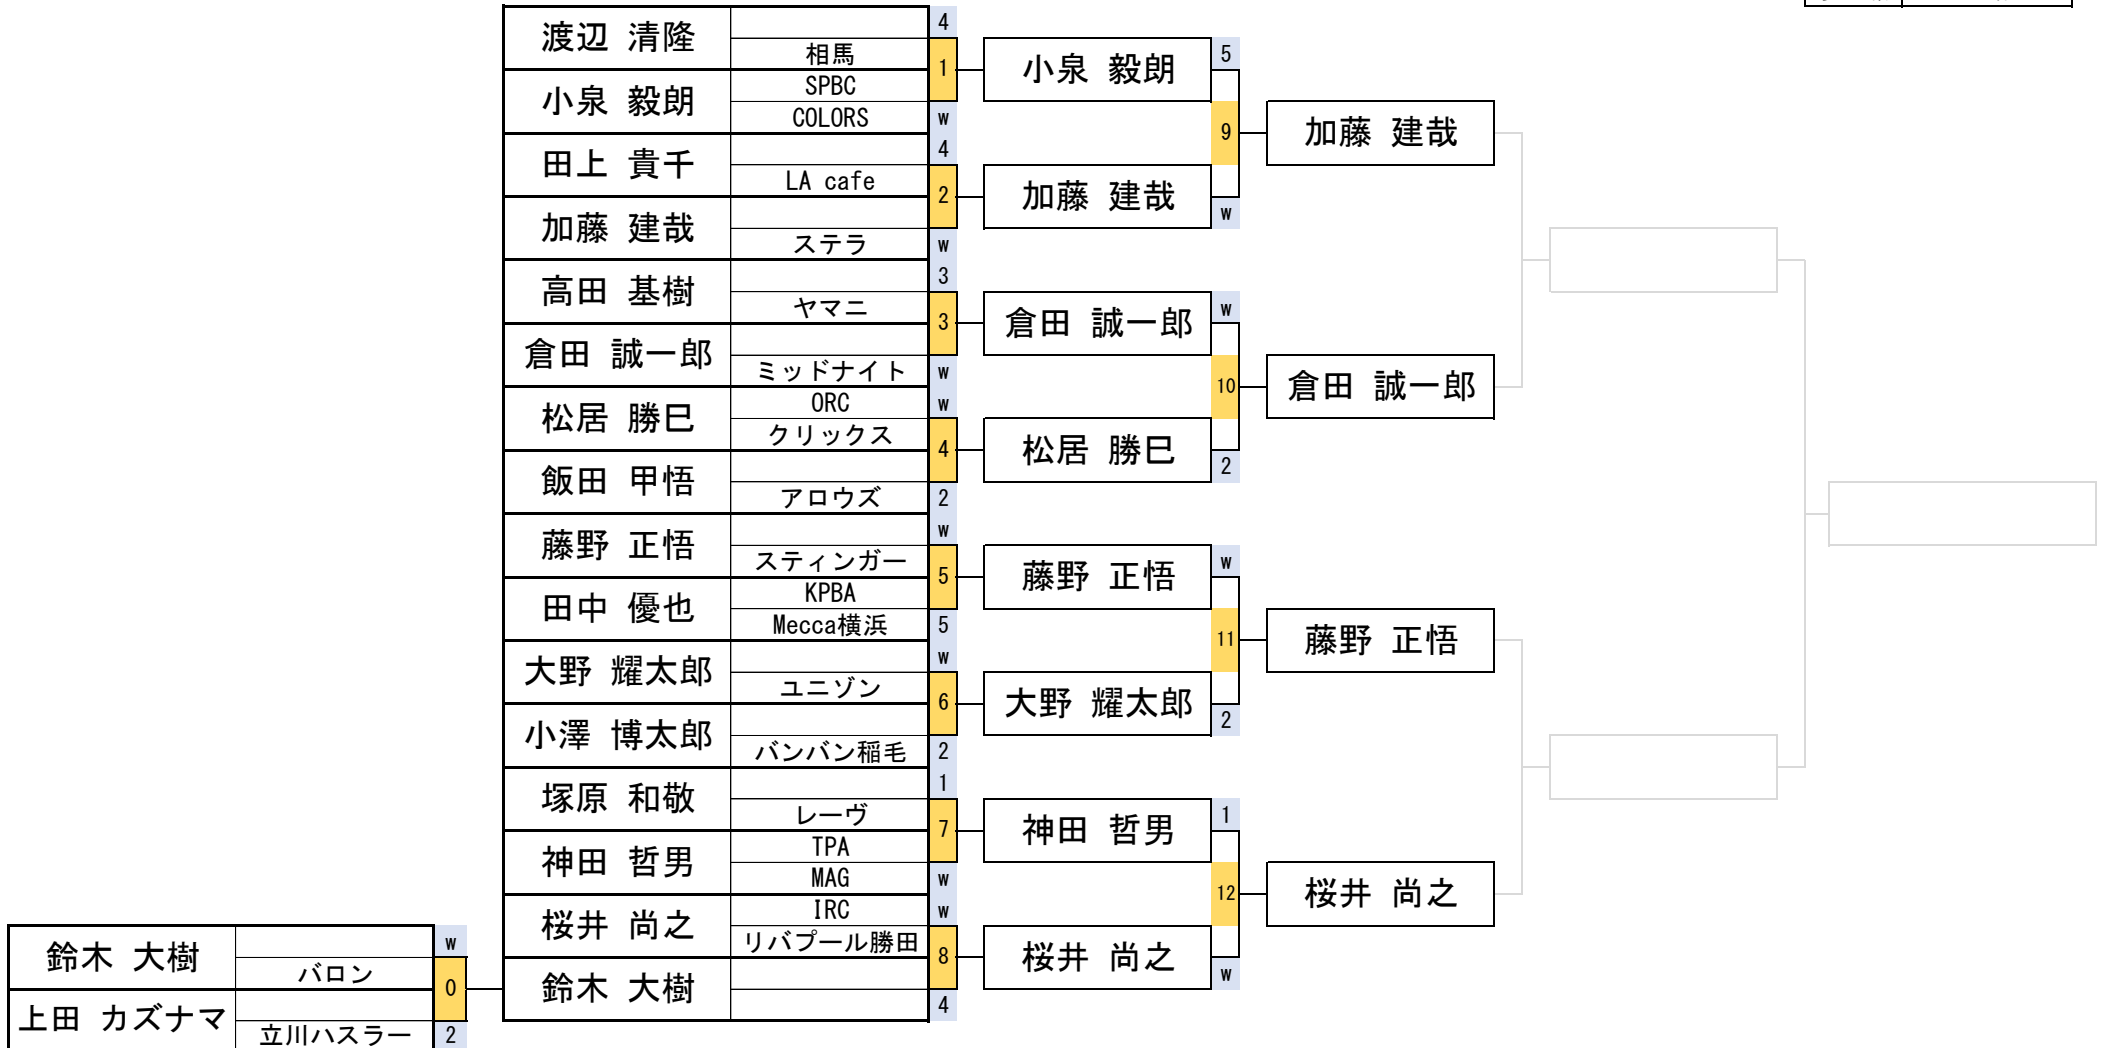 渡辺 清隆
4
相馬
1
小泉 毅朗
SPBC
COLORS
w
田上 貴千
4
LA cafe
2
加藤 建哉
ステラ
w
高田 基樹
3
ヤマニ
3
倉田 誠一郎
ミッドナイト
w
松居 勝巳
ORC
w
クリックス
4
飯田 甲悟
アロウズ
2
藤野 正悟
w
スティンガー
5
田中 優也
KPBA
Mecca横浜
5
大野 耀太郎
w
ユニゾン
6
小澤 博太郎
バンバン稲毛
2
塚原 和敬
1
レーヴ
7
神田 哲男
TPA
MAG
w
桜井 尚之
IRC
w
リバプール勝田
8
鈴木 大樹
4
鈴木 大樹
w
バロン
0
上田 カズナマ
立川ハスラー
2
小泉 毅朗
5
9
加藤 建哉
w
倉田 誠一郎
w
10
松居 勝巳
2
藤野 正悟
w
11
大野 耀太郎
2
神田 哲男
1
12
桜井 尚之
w
加藤 建哉
倉田 誠一郎
藤野 正悟
桜井 尚之